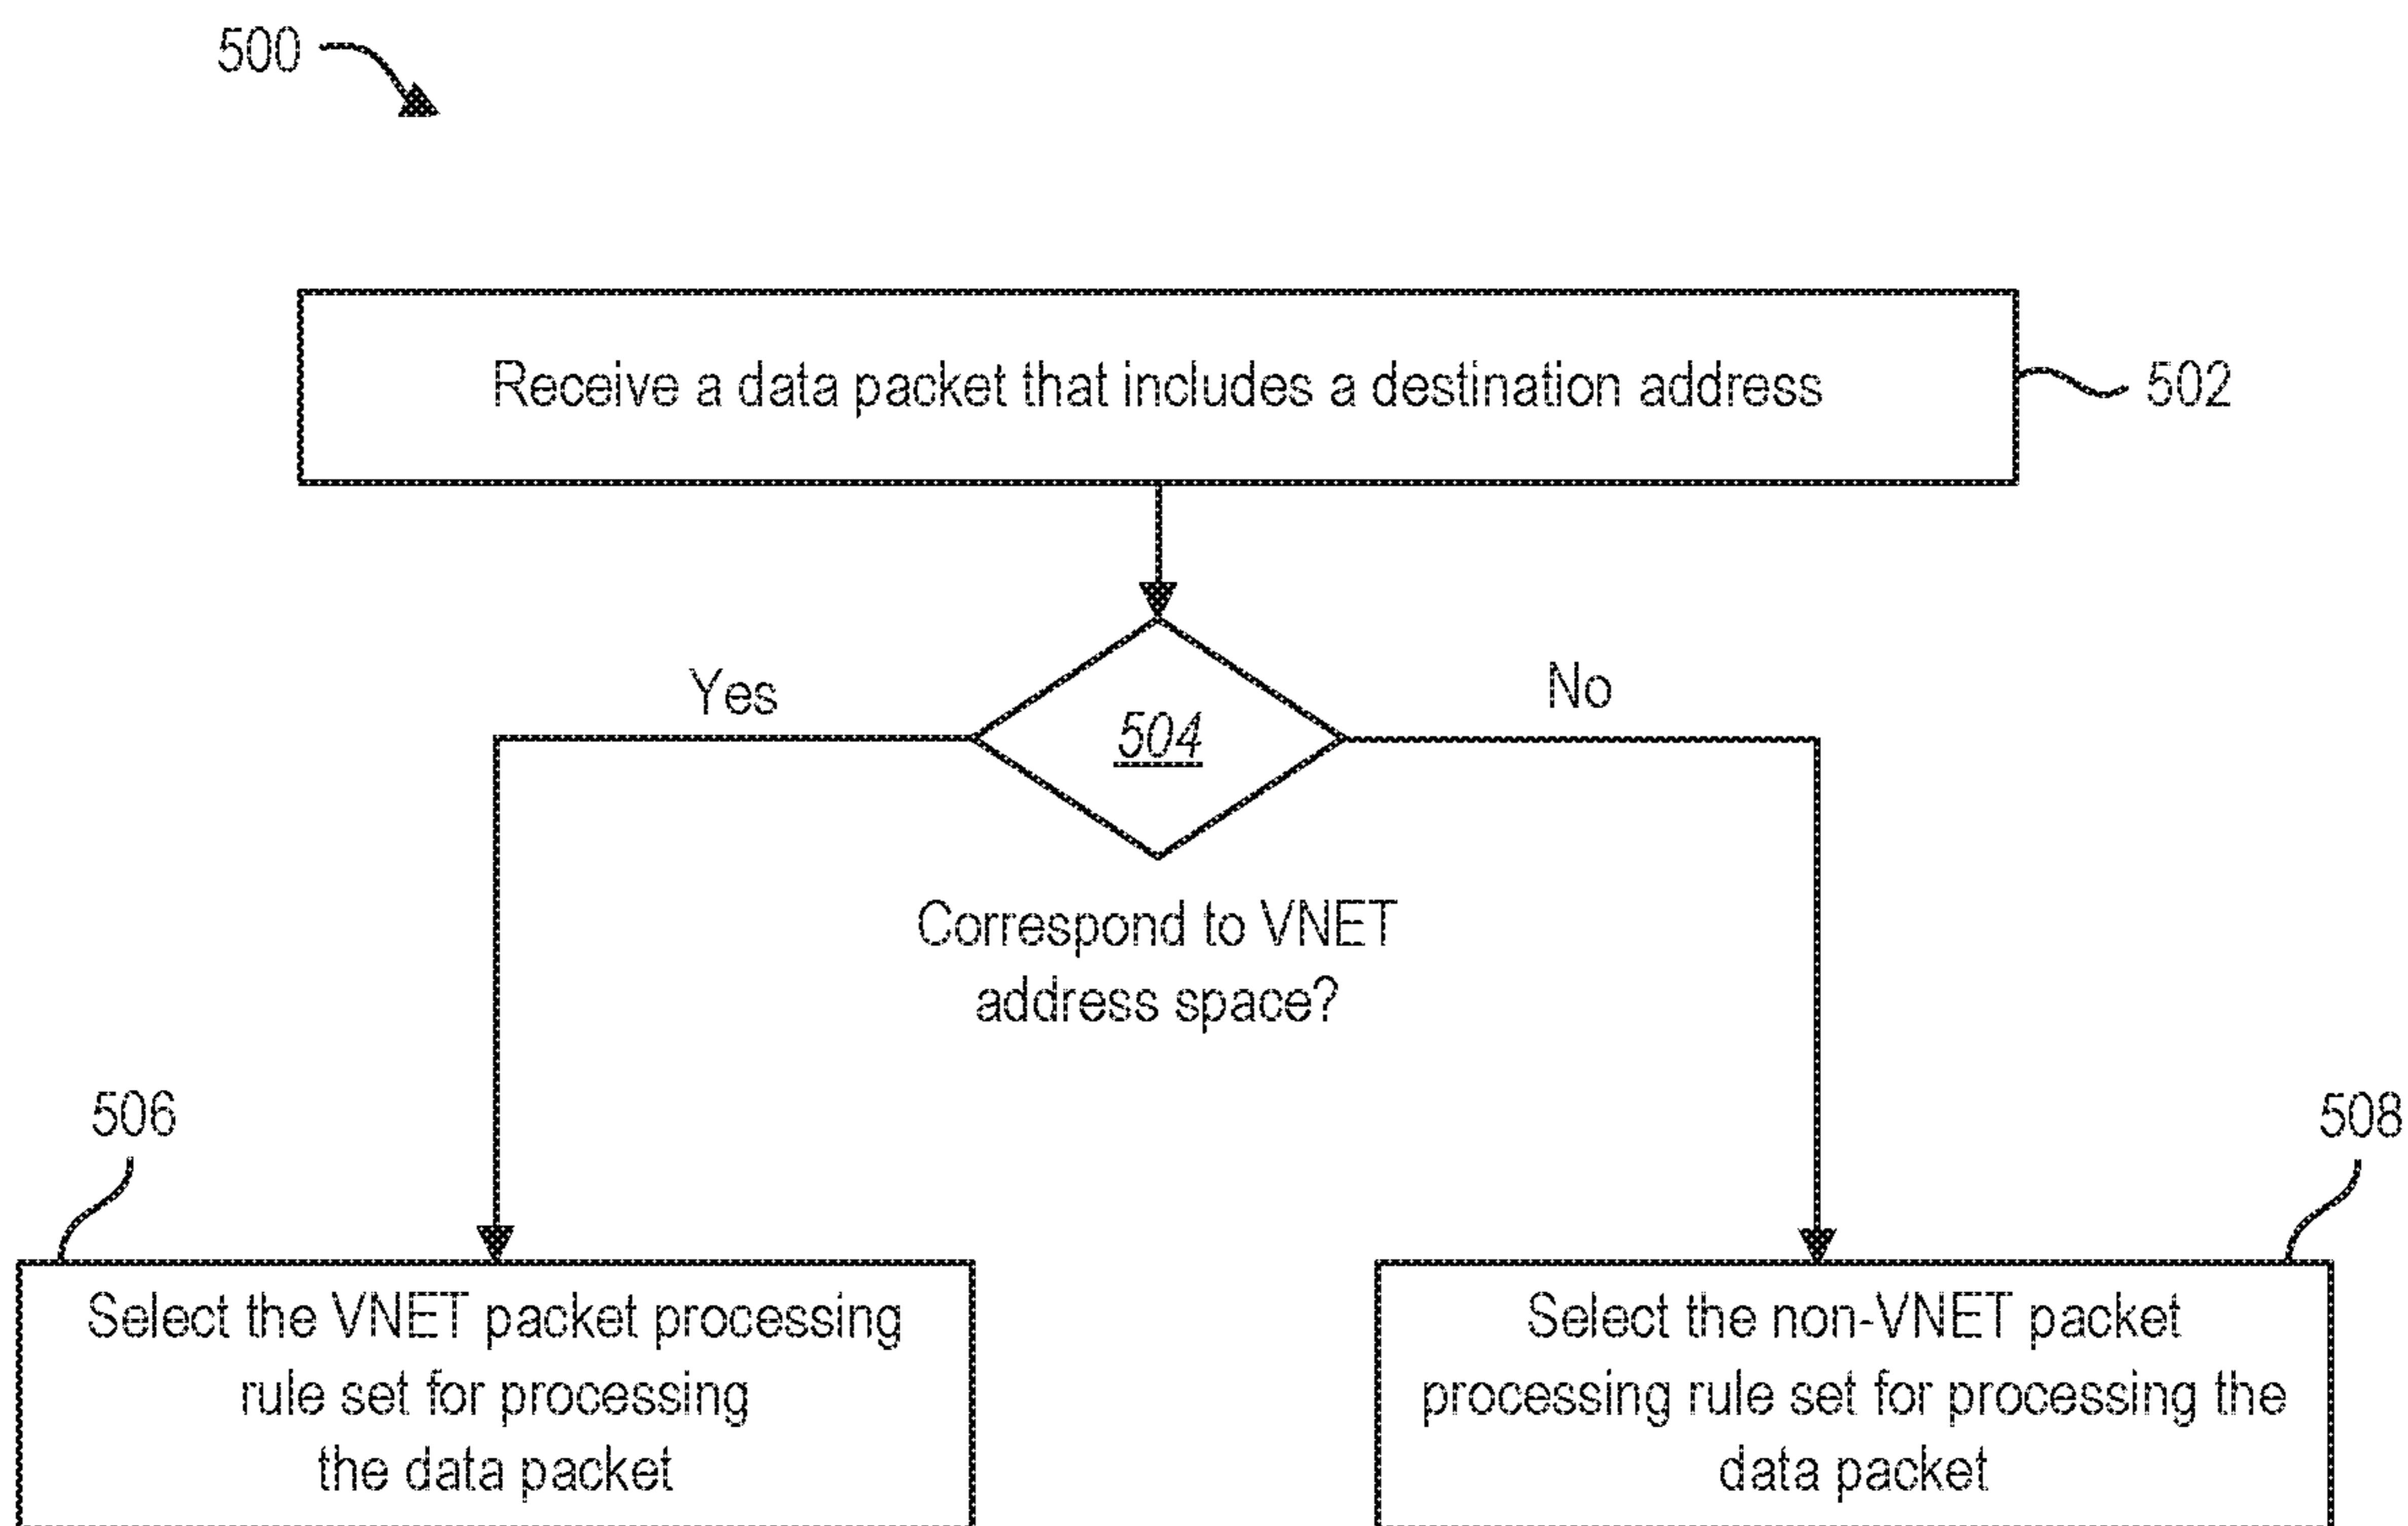 500
Receive a data packet that includes a destination address
502
Yes
504
No
Correspond to VNET
address space?
506
508
Select the VNET packet processing
rule set for processing
the data packet
Select the non-VNET packet
processing rule set for processing the
data packet